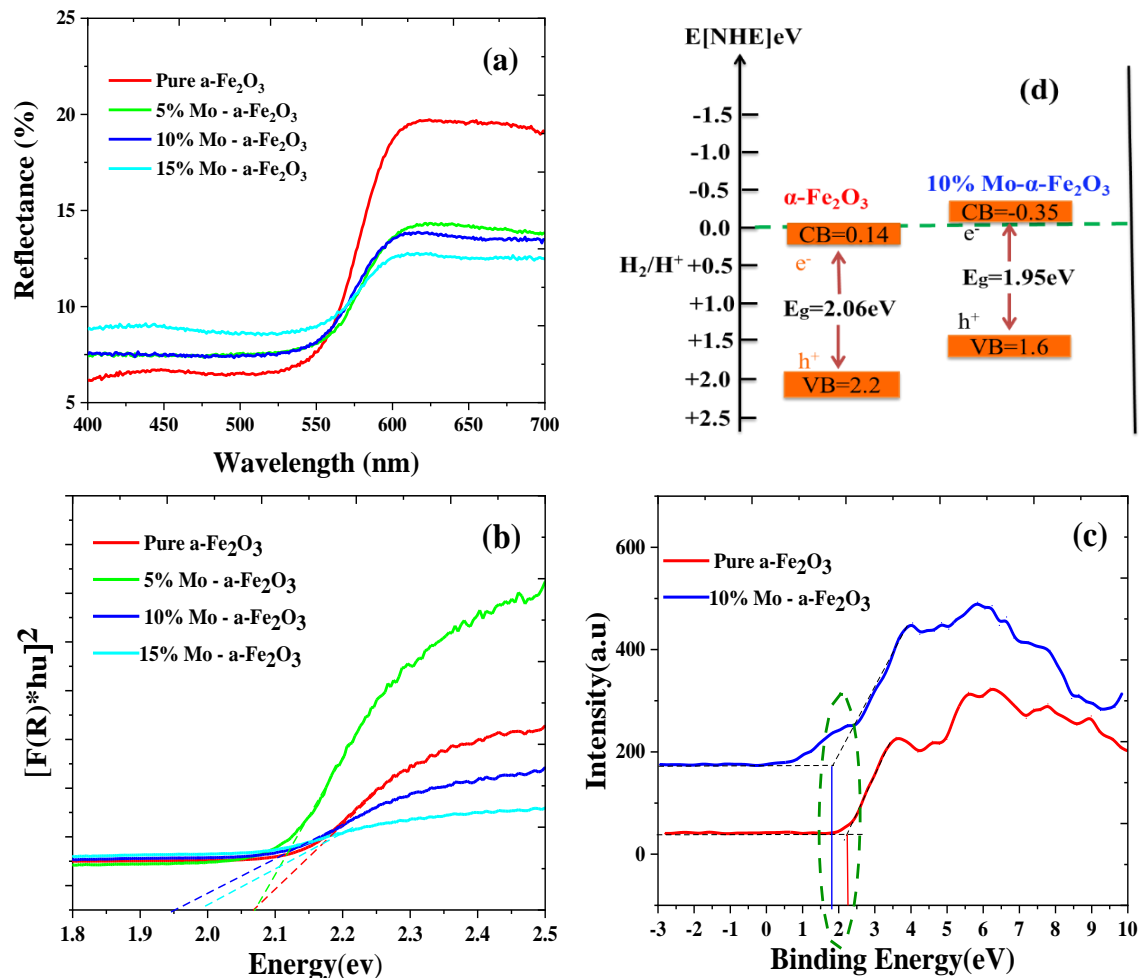 (a)
Pure a-Fe₂O₃
5% Mo - a-Fe₂O₃
10% Mo - a-Fe₂O₃
15% Mo - a-Fe₂O₃
Reflectance (%)
25
20
15
10
5
400 450 500 550 600 650 700
Wavelength (nm)
E[NHE]eV
(d)
-1.5
-1.0
-0.5
0.0
H₂/H⁺ +0.5
+1.0
+1.5
+2.0
+2.5
α-Fe₂O₃
CB=0.14
e⁻
Eg=2.06eV
h⁺
VB=2.2
10% Mo-α-Fe₂O₃
CB=-0.35
e⁻
Eg=1.95eV
h⁺
VB=1.6
(b)
Pure a-Fe₂O₃
5% Mo - a-Fe₂O₃
10% Mo - a-Fe₂O₃
15% Mo - a-Fe₂O₃
[F(R)*hu]²
1.8 1.9 2.0 2.1 2.2 2.3 2.4 2.5
Energy(ev)
(c)
Pure a-Fe₂O₃
10% Mo - a-Fe₂O₃
Intensity(a.u)
600
400
200
0
-3 -2 -1 0 1 2 3 4 5 6 7 8 9 10
Binding Energy(eV)